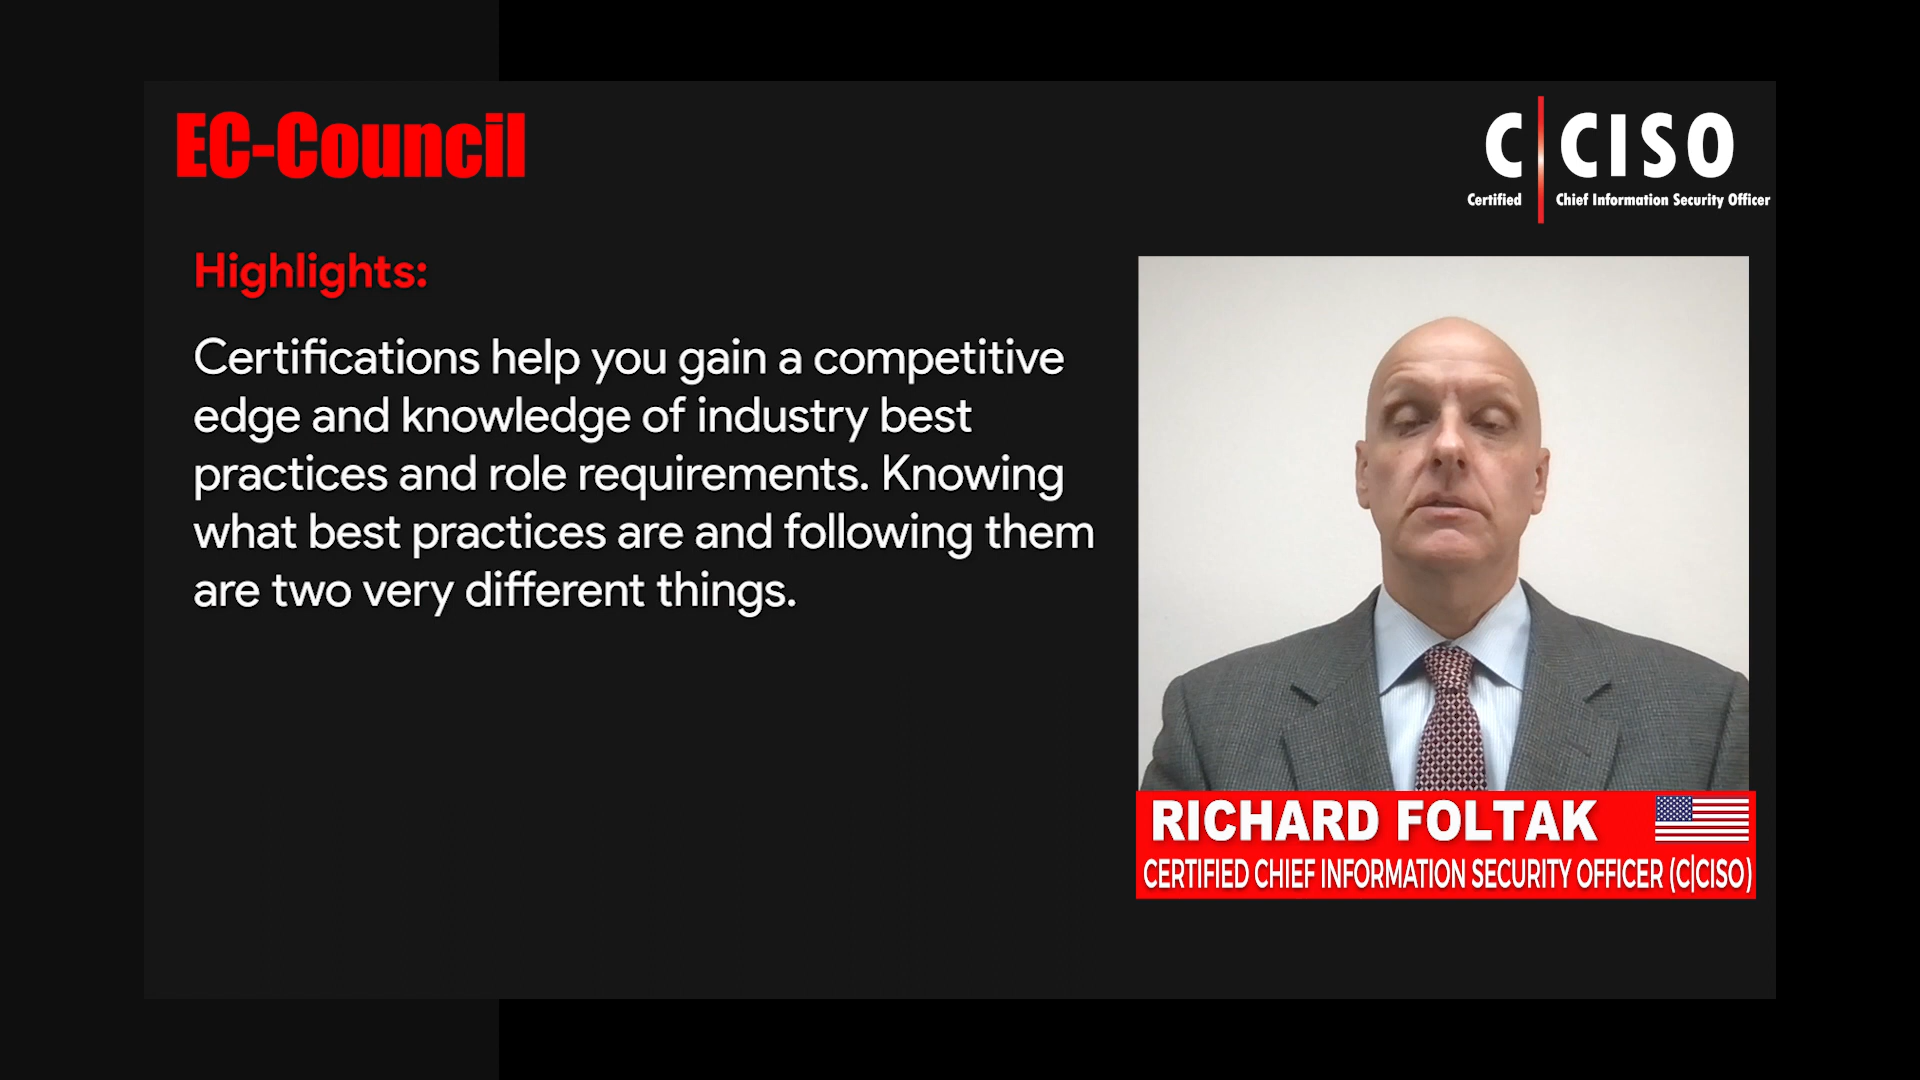 EC-Council
C|CISO
Certified Chief Information Security Officer
Highlights:
Certifications help you gain a competitive
edge and knowledge of industry best
practices and role requirements. Knowing
what best practices are and following them
are two very different things.
RICHARD FOLTAK
CERTIFIED CHIEF INFORMATION SECURITY OFFICER (C|CISO)